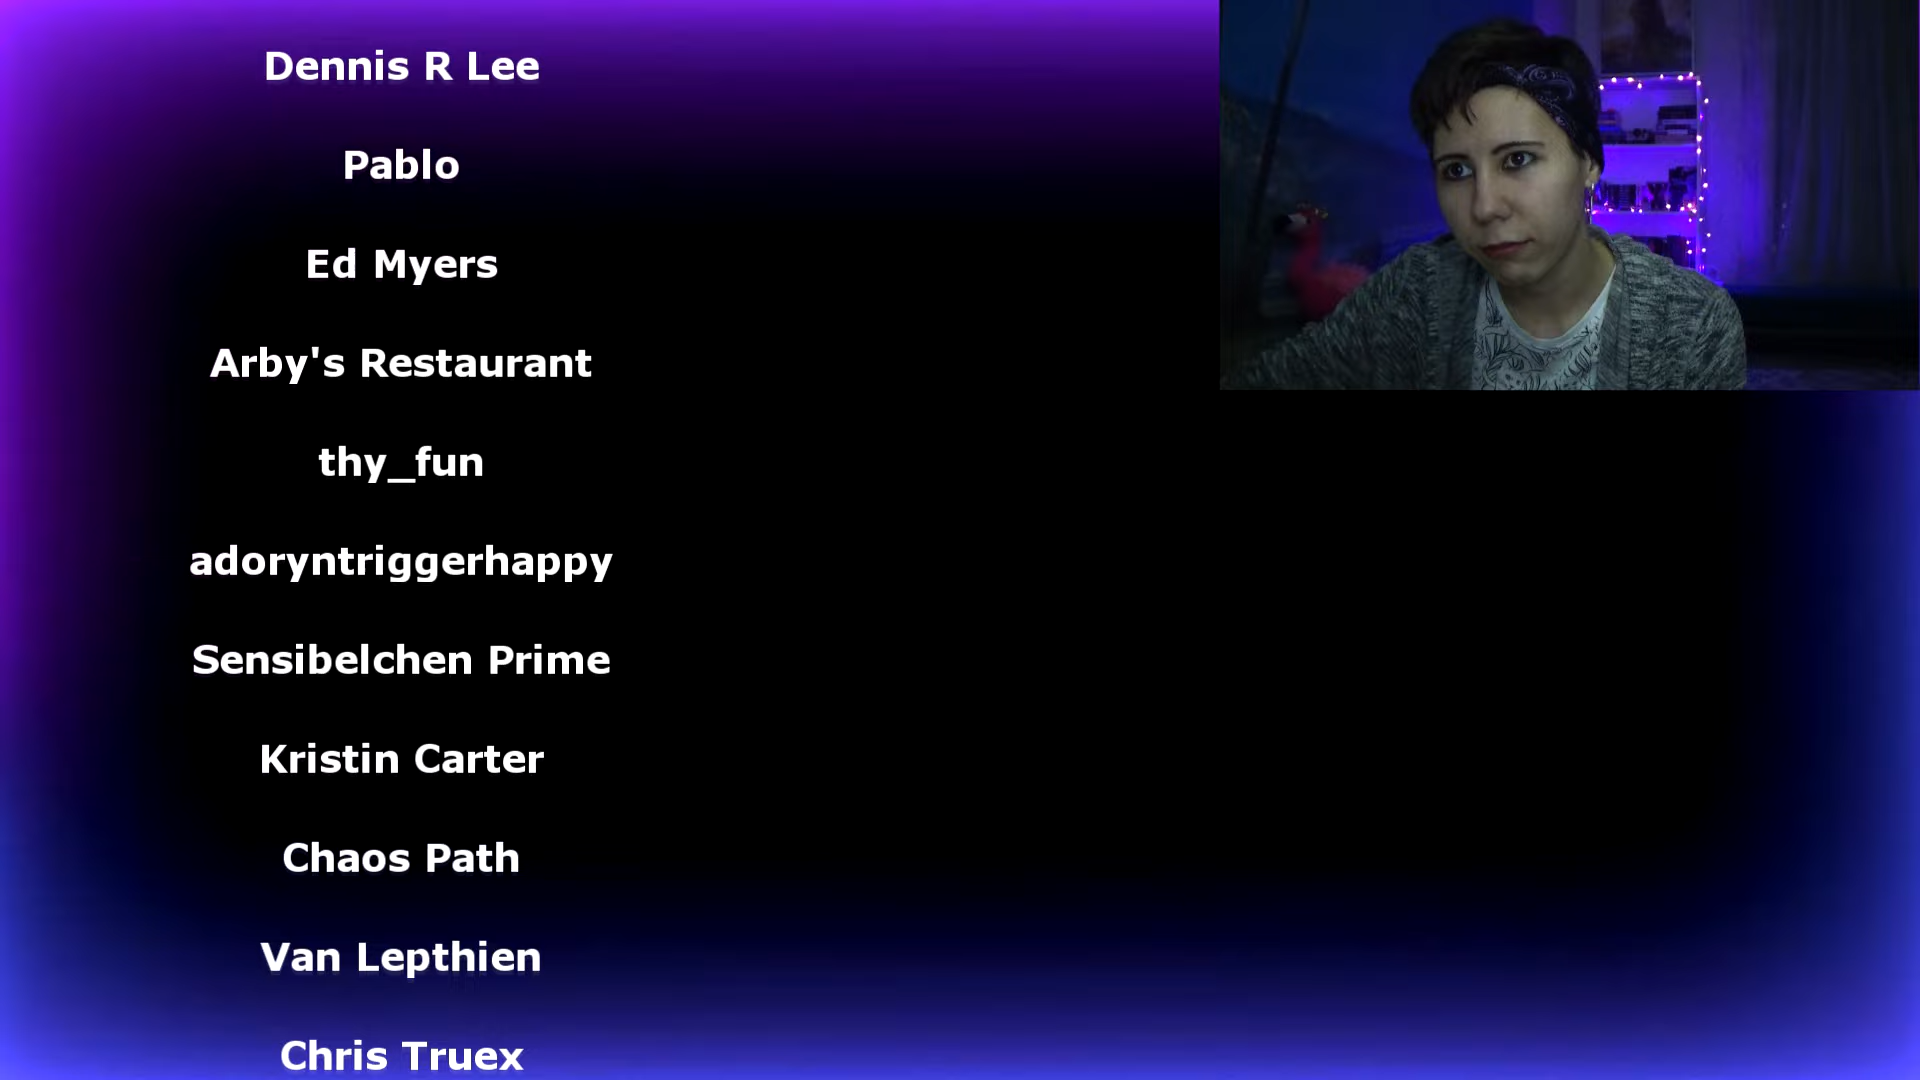 Dennis R Lee
Pablo
Ed Myers
Arby's Restaurant
thy_fun
adoryntriggerhappy
Sensibelchen Prime
Kristin Carter
Chaos Path
Van Lepthien
Chris Truex